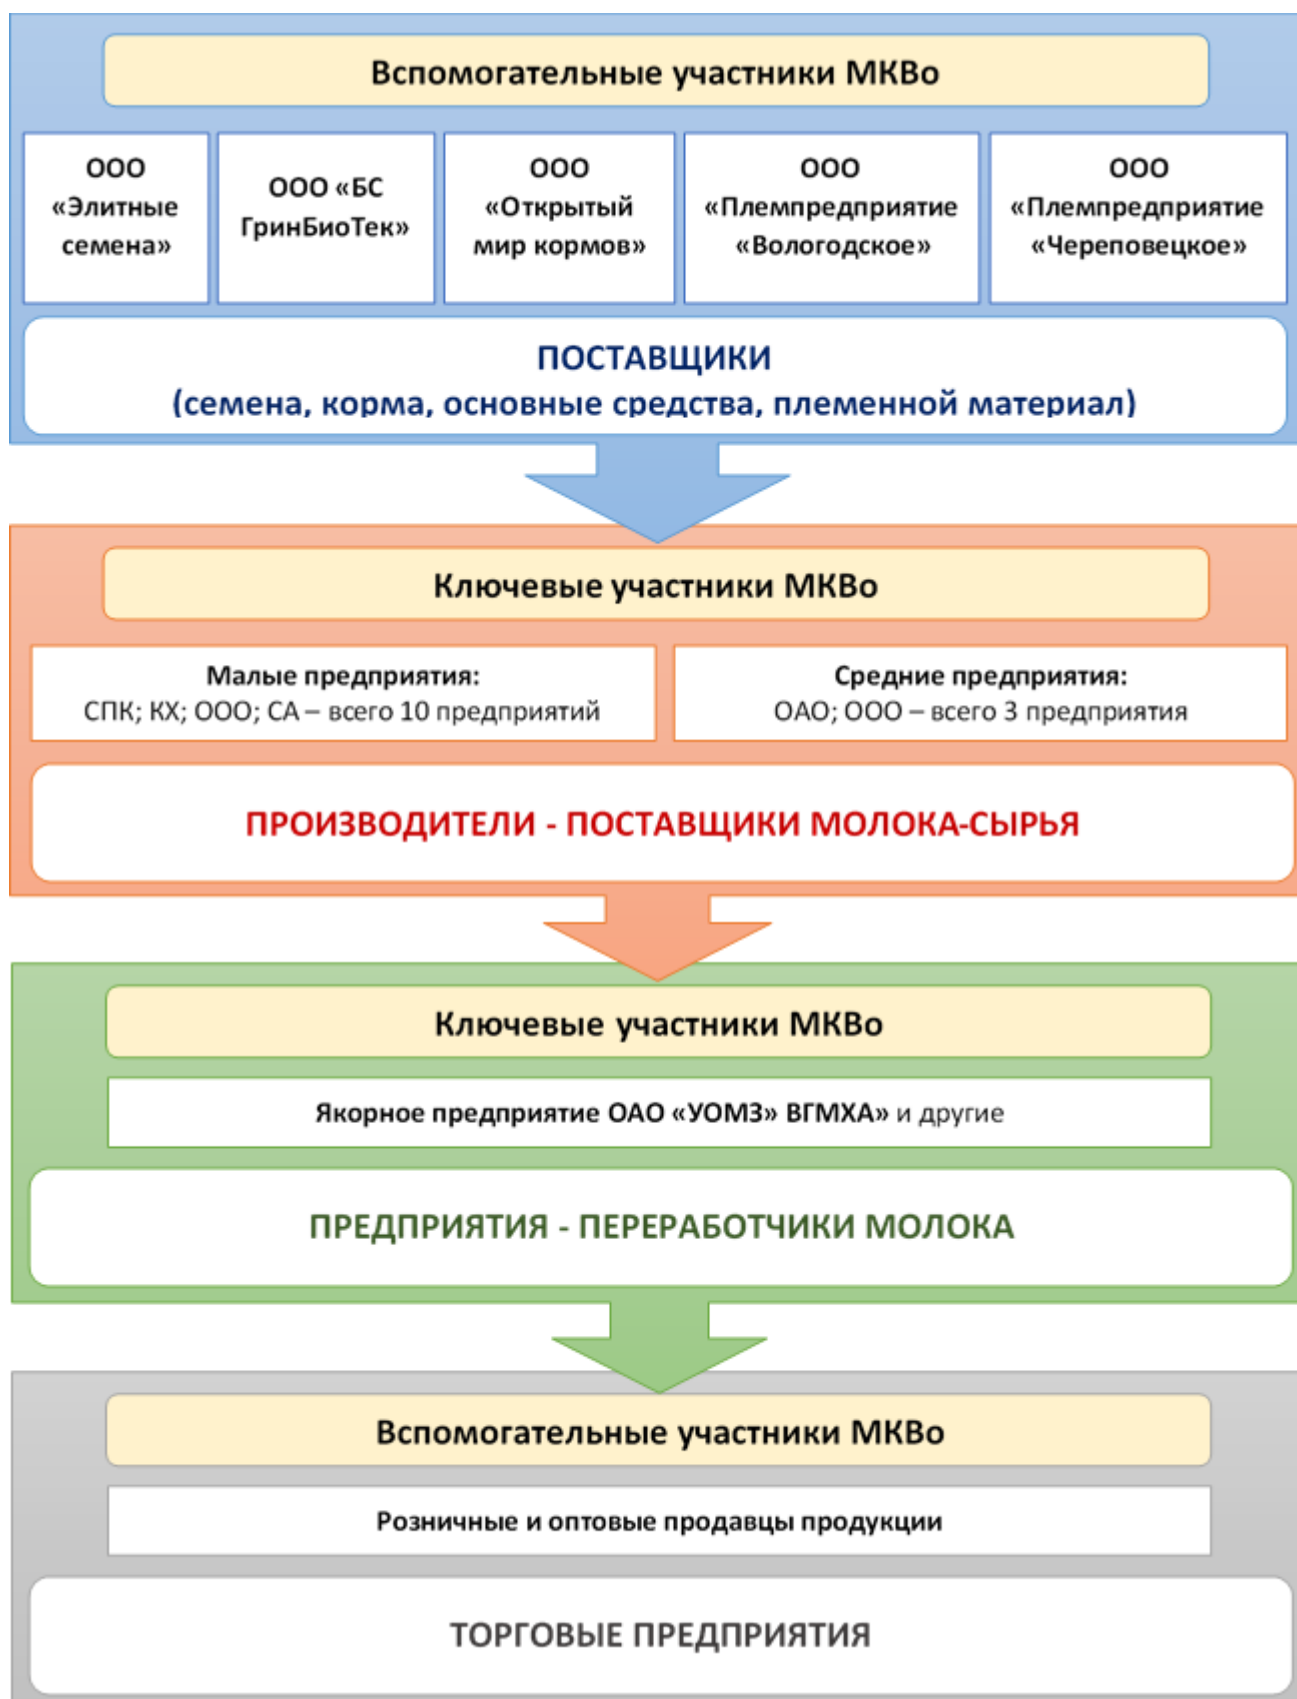 Вспомогательные участники МКВо
ООО
«Элитные
семена»
ООО «БС
ГринБиоТек»
ООО
«Открытый
мир кормов»
ООО
«Племпредприятие
«Вологодское»
ООО
«Племпредприятие
«Череповецкое»
ПОСТАВЩИКИ
(семена, корма, основные средства, племенной материал)
Ключевые участники МКВо
Малые предприятия:
СПК; КХ; ООО; СА – всего 10 предприятий
Средние предприятия:
ОАО; ООО – всего 3 предприятия
ПРОИЗВОДИТЕЛИ - ПОСТАВЩИКИ МОЛОКА-СЫРЬЯ
Ключевые участники МКВо
Якорное предприятие ОАО «УОМЗ» ВГМХА» и другие
ПРЕДПРИЯТИЯ - ПЕРЕРАБОТЧИКИ МОЛОКА
Вспомогательные участники МКВо
Розничные и оптовые продавцы продукции
ТОРГОВЫЕ ПРЕДПРИЯТИЯ